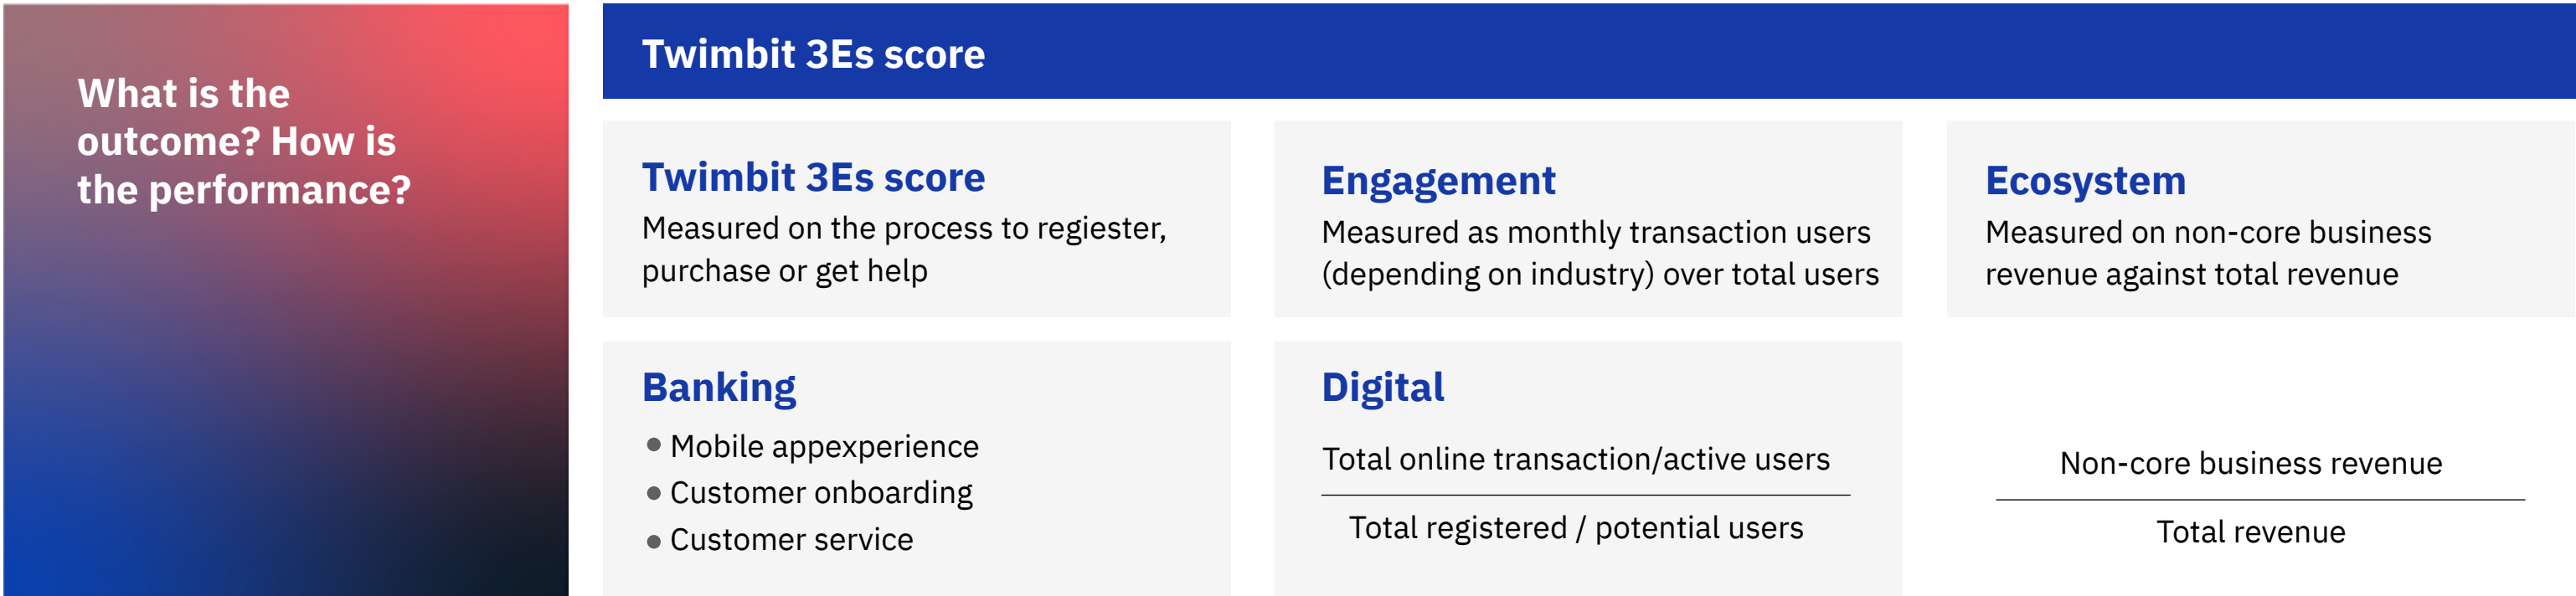 What is the
outcome? How is
the performance?
Twimbit 3Es score
Twimbit 3Es score
Measured on the process to regiester,
purchase or get help
Engagement
Measured as monthly transaction users
(depending on industry) over total users
Ecosystem
Measured on non-core business
revenue against total revenue
Banking
Mobile appexperience
Customer onboarding
Customer service
Digital
Total online transaction/active users
Total registered / potential users
Non-core business revenue
Total revenue